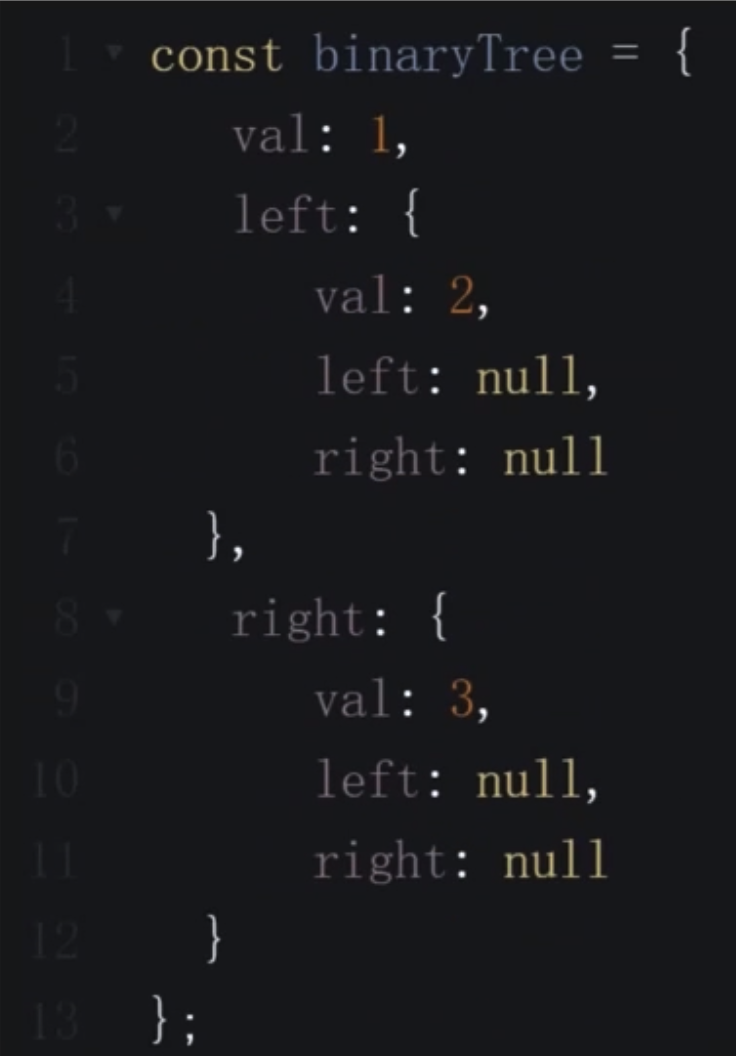 1 ▾ const binaryTree = {
2 val: 1,
3 ▾ left: {
4 val: 2,
5 left: null,
6 right: null
7 },
8 ▾ right: {
9 val: 3,
10 left: null,
11 right: null
12 }
13 };